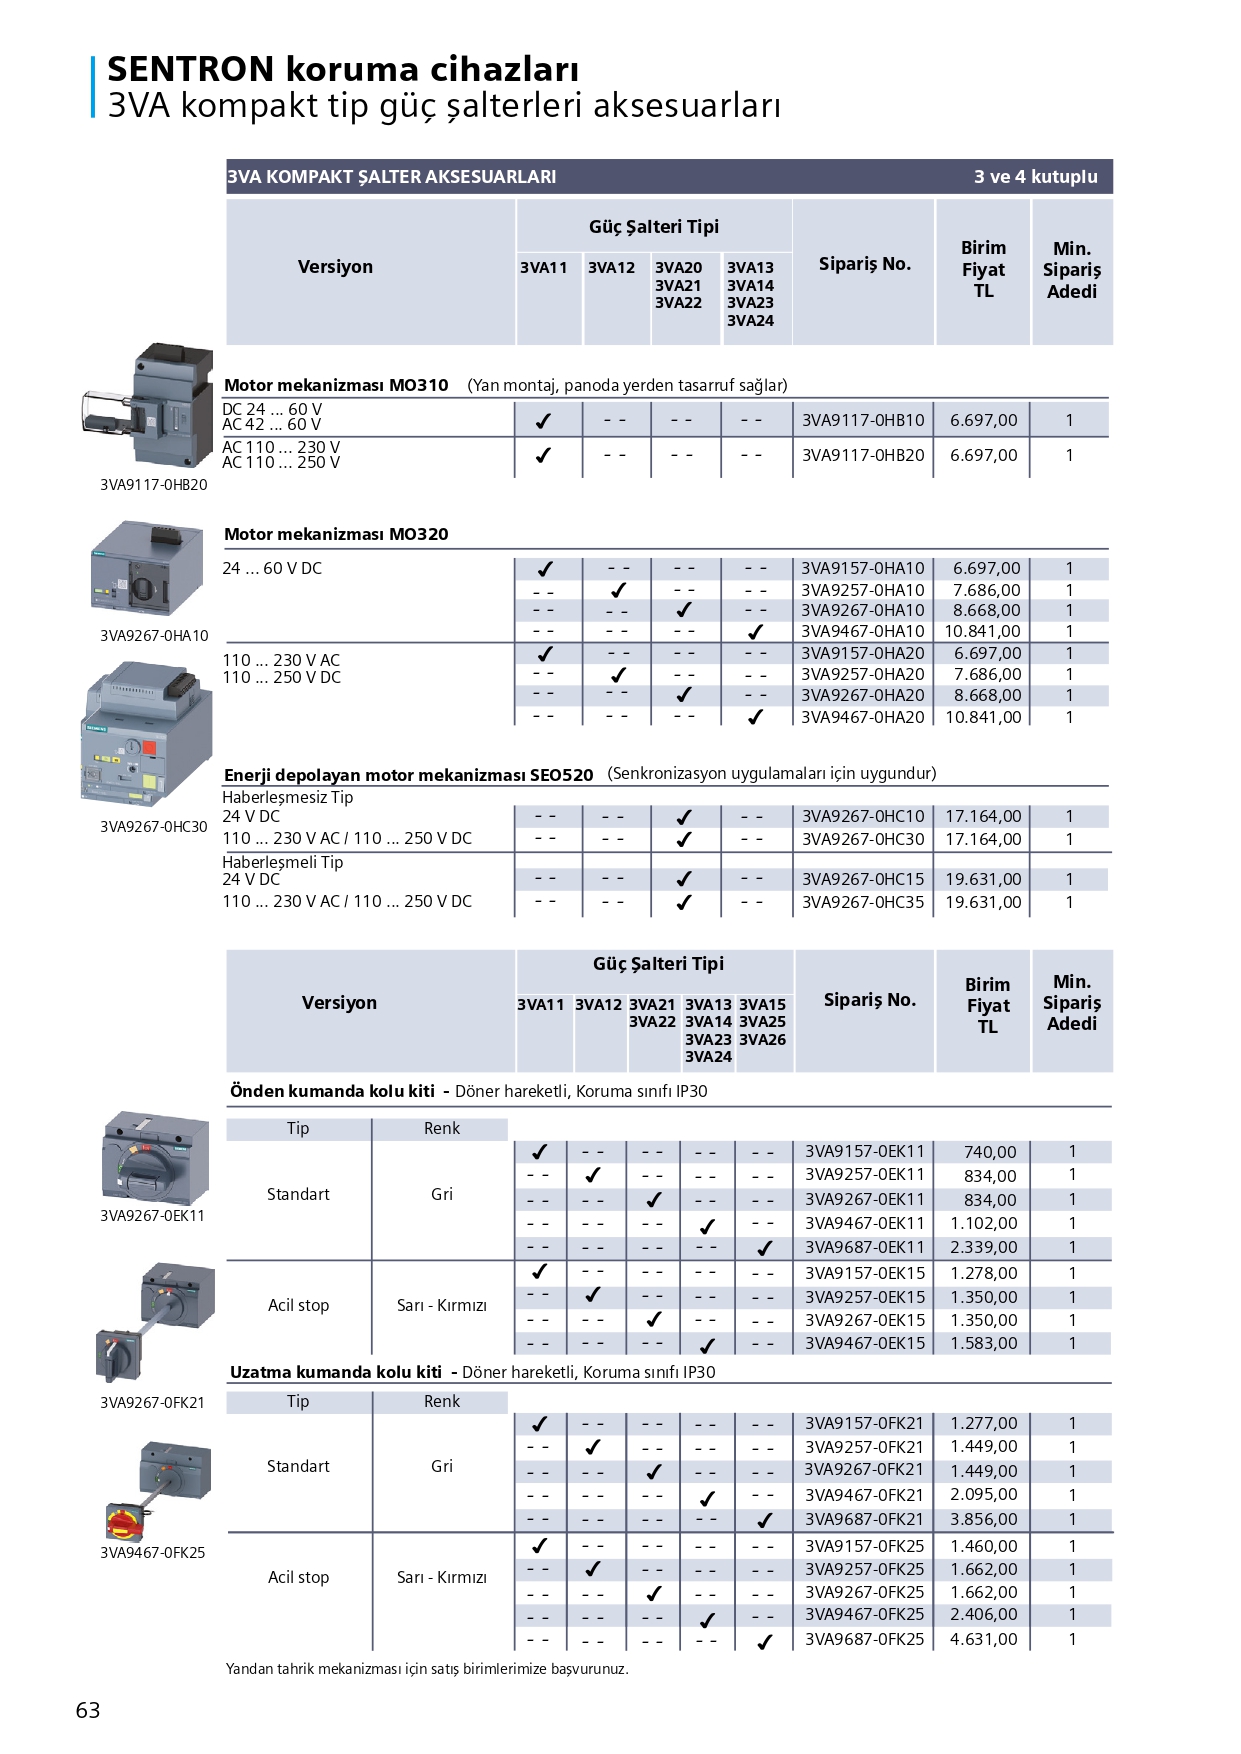 SENTRON koruma cihazları
3VA kompakt tip güç şalterleri aksesuarları
3VA KOMPAKT ŞALTER AKSESUARLARI 3 ve 4 kutuplu
Versiyon Güç Şalteri Tipi Sipariş No. Birim Fiyat TL Min. Sipariş Adedi
3VA11 3VA12 3VA20 3VA13
3VA21 3VA14
3VA22 3VA23
3VA24
Motor mekanizması MO310 (Yan montaj, panoda yerden tasarruf sağlar)
DC 24 ... 60 V
AC 42 ... 60 V ✓ - - - - - - 3VA9117-0HB10 6.697,00 1
AC 110 ... 230 V
AC 110 ... 250 V ✓ - - - - - - 3VA9117-0HB20 6.697,00 1
3VA9117-0HB20
Motor mekanizması MO320
24 ... 60 V DC ✓ - - - - - - 3VA9157-0HA10 6.697,00 1
- - ✓ - - - - 3VA9257-0HA10 7.686,00 1
- - - - ✓ - - 3VA9267-0HA10 8.668,00 1
- - - - - - ✓ 3VA9467-0HA10 10.841,00 1
3VA9267-0HA10
110 ... 230 V AC ✓ - - - - - - 3VA9157-0HA20 6.697,00 1
110 ... 250 V DC - - ✓ - - - - 3VA9257-0HA20 7.686,00 1
- - - - ✓ - - 3VA9267-0HA20 8.668,00 1
- - - - - - ✓ 3VA9467-0HA20 10.841,00 1
SIEMENS
Enerji depolayan motor mekanizması SEO520 (Senkronizasyon uygulamaları için uygundur)
Haberleşmesiz Tip
24 V DC - - - - ✓ - - 3VA9267-0HC10 17.164,00 1
110 ... 230 V AC / 110 ... 250 V DC - - - - ✓ - - 3VA9267-0HC30 17.164,00 1
3VA9267-0HC30
Haberleşmeli Tip
24 V DC - - - - ✓ - - 3VA9267-0HC15 19.631,00 1
110 ... 230 V AC / 110 ... 250 V DC - - - - ✓ - - 3VA9267-0HC35 19.631,00 1
Versiyon Güç Şalteri Tipi Sipariş No. Birim Fiyat TL Min. Sipariş Adedi
3VA11 3VA12 3VA21 3VA13 3VA15
3VA22 3VA14 3VA25
3VA23 3VA26
3VA24
Önden kumanda kolu kiti - Döner hareketli, Koruma sınıfı IP30
Tip Renk
Standart Gri
✓ - - - - - - - - 3VA9157-0EK11 740,00 1
- - ✓ - - - - - - 3VA9257-0EK11 834,00 1
- - - - ✓ - - - - 3VA9267-0EK11 834,00 1
- - - - - - ✓ - - 3VA9467-0EK11 1.102,00 1
- - - - - - - - ✓ 3VA9687-0EK11 2.339,00 1
3VA9267-0EK11
Acil stop Sarı - Kırmızı
✓ - - - - - - - - 3VA9157-0EK15 1.278,00 1
- - ✓ - - - - - - 3VA9257-0EK15 1.350,00 1
- - - - ✓ - - - - 3VA9267-0EK15 1.350,00 1
- - - - - - ✓ - - 3VA9467-0EK15 1.583,00 1
Uzatma kumanda kolu kiti - Döner hareketli, Koruma sınıfı IP30
3VA9267-0FK21
Tip Renk
Standart Gri
✓ - - - - - - - - 3VA9157-0FK21 1.277,00 1
- - ✓ - - - - - - 3VA9257-0FK21 1.449,00 1
- - - - ✓ - - - - 3VA9267-0FK21 1.449,00 1
- - - - - - ✓ - - 3VA9467-0FK21 2.095,00 1
- - - - - - - - ✓ 3VA9687-0FK21 3.856,00 1
3VA9467-0FK25
Acil stop Sarı - Kırmızı
✓ - - - - - - - - 3VA9157-0FK25 1.460,00 1
- - ✓ - - - - - - 3VA9257-0FK25 1.662,00 1
- - - - ✓ - - - - 3VA9267-0FK25 1.662,00 1
- - - - - - ✓ - - 3VA9467-0FK25 2.406,00 1
- - - - - - - - ✓ 3VA9687-0FK25 4.631,00 1
Yandan tahrik mekanizması için satış birimlerimize başvurunuz.
63